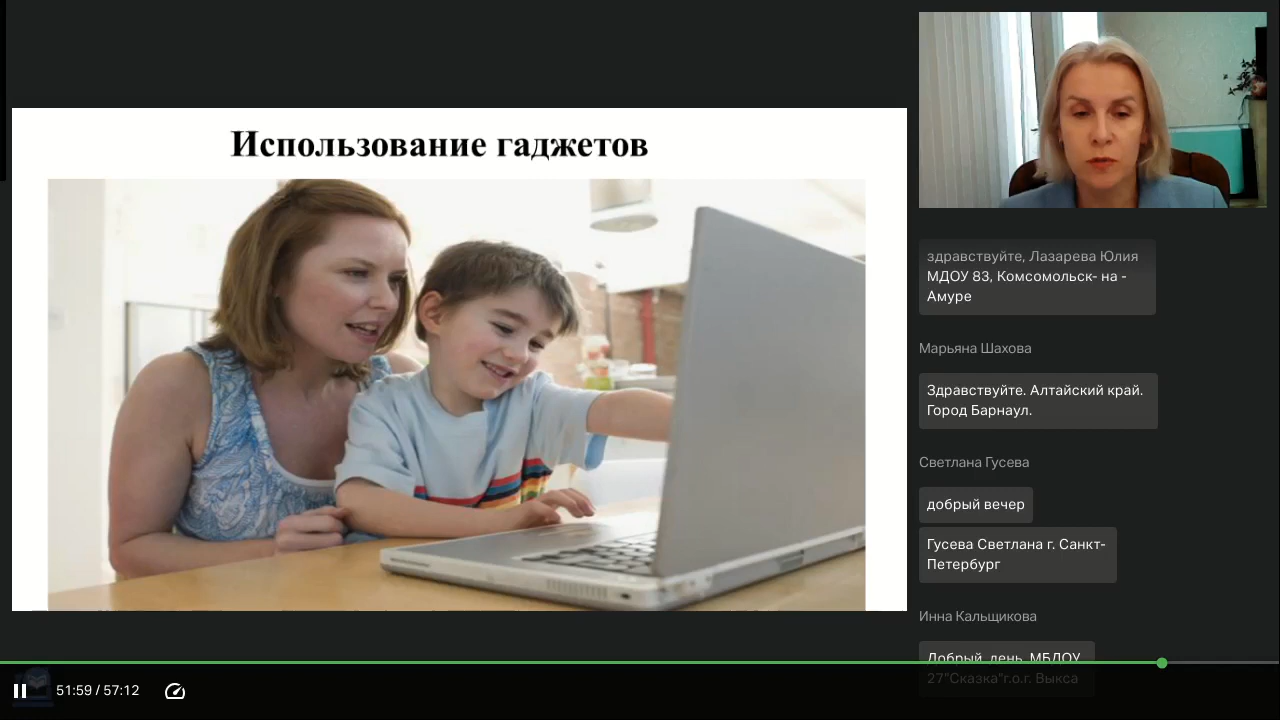 Использование гаджетов
здравствуйте, Лазарева Юлия
МДОУ 83, Комсомольск- на -
Амуре
Марьяна Шахова
Здравствуйте. Алтайский край.
Город Барнаул.
Светлана Гусева
добрый вечер
Гусева Светлана г. Санкт-
Петербург
Инна Кальщикова
Добрый день, МБДОУ
27"Сказка"г.о.г. Выкса
51:59 / 57:12